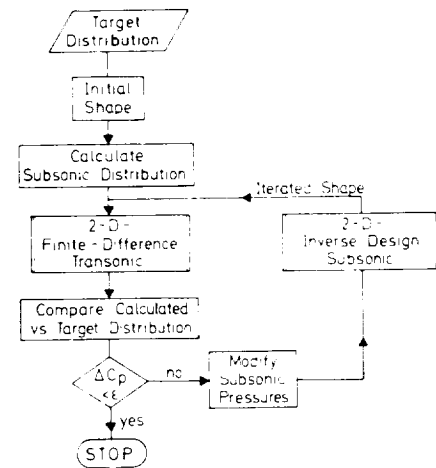 Target
Distribution
Initial
Shape
Calculate
Subsonic Distribution
Iterated Shape
2-D-
Finite-Difference
Transonic
2-D-
Inverse Design
Subsonic
Compare Calculated
vs Target Distribution
ΔCp
<ε
no
Modify
Subsonic
Pressures
yes
STOP